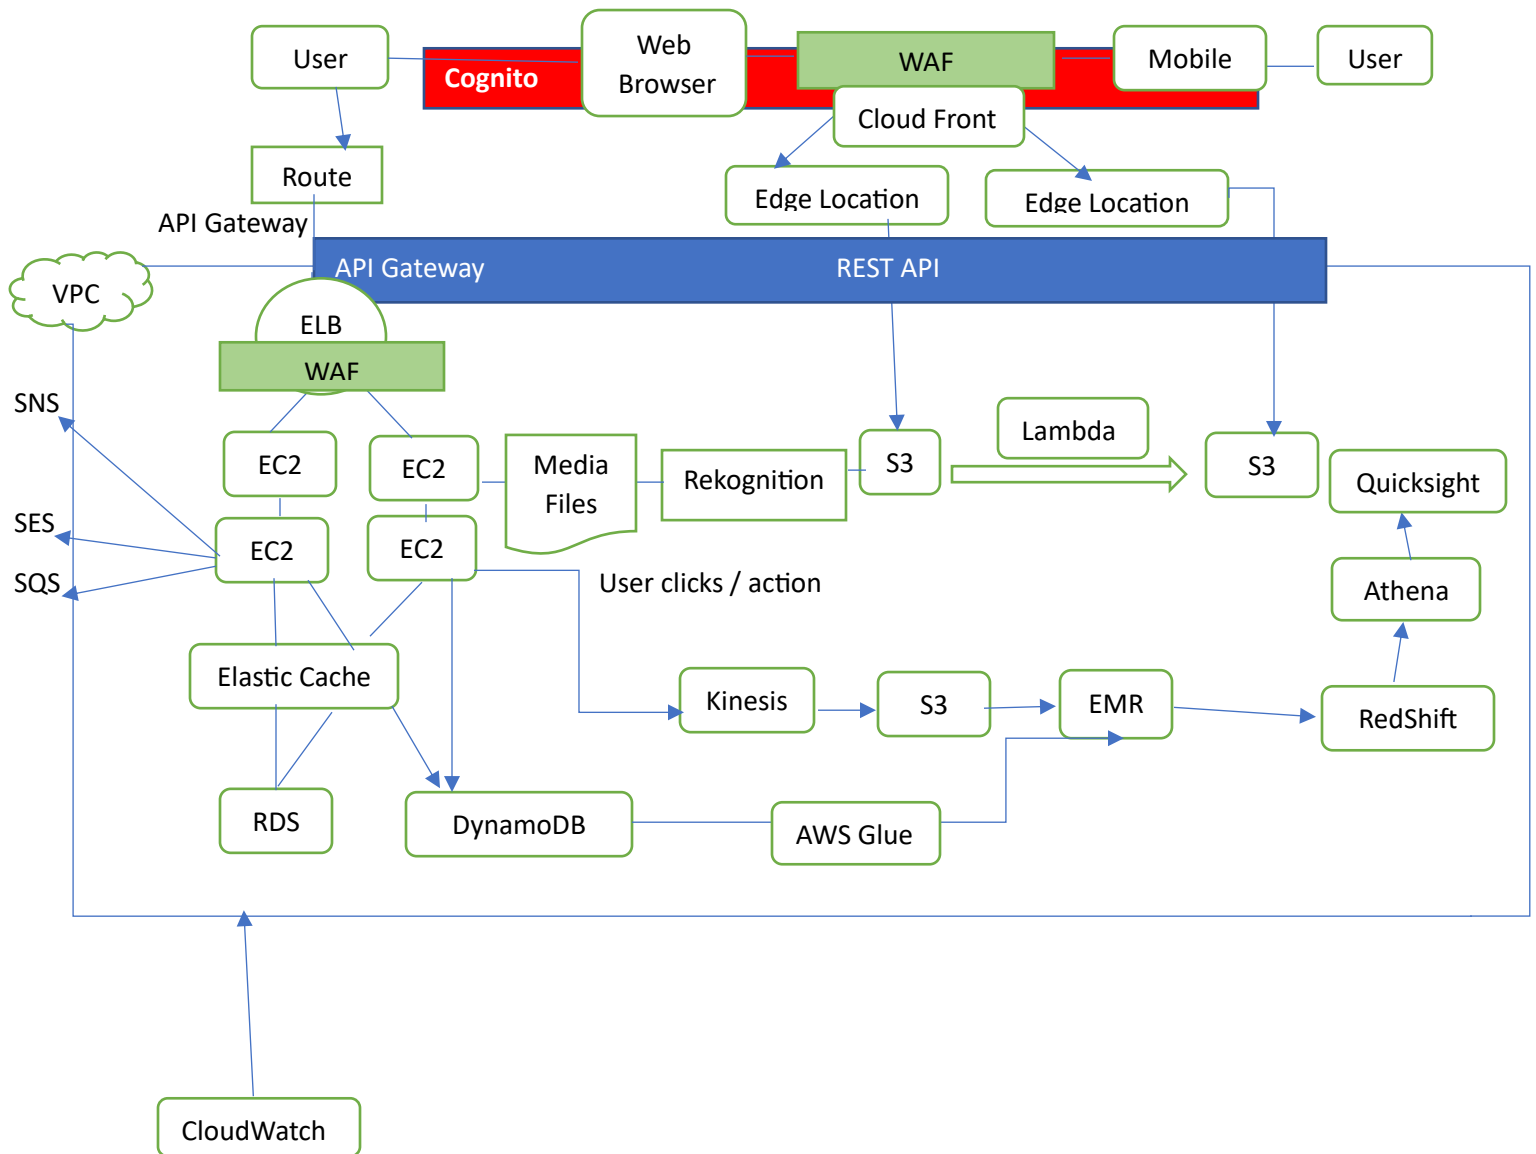 User
Web
Browser
WAF
Mobile
User
Cognito
Cloud Front
Route
Edge Location
Edge Location
API Gateway
API Gateway
REST API
VPC
ELB
WAF
SNS
EC2
EC2
Media
Files
Rekognition
S3
Lambda
S3
Quicksight
SES
EC2
EC2
SQS
User clicks / action
Athena
Elastic Cache
Kinesis
S3
EMR
RedShift
RDS
DynamoDB
AWS Glue
CloudWatch